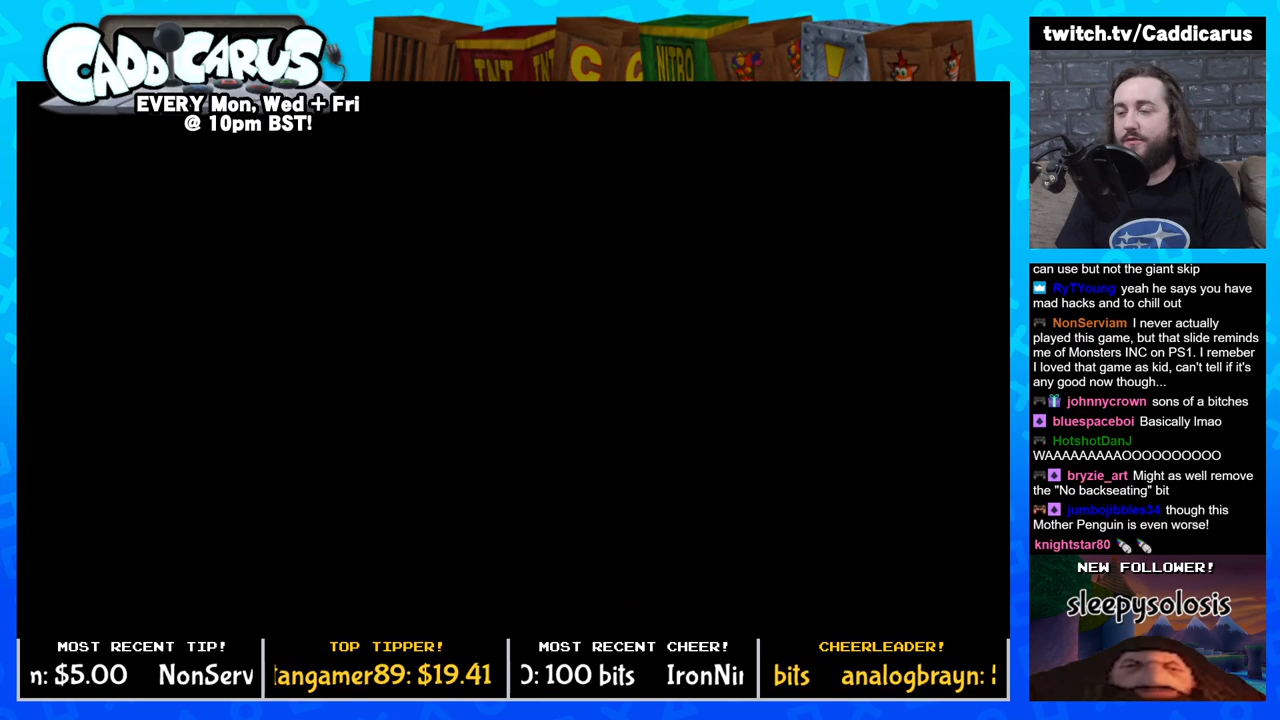 CADDICARUS
EVERY Mon, Wed + Fri
@ 10pm BST!
TNT
TNT
C
C
NITRO
twitch.tv/Caddicarus
can use but not the giant skip
RyTYoung yeah he says you have
mad hacks and to chill out
NonServiam I never actually
played this game, but that slide reminds
me of Monsters INC on PS1. I remeber
I loved that game as kid, can't tell if it's
any good now though...
johnnycrown sons of a bitches
bluespaceboi Basically lmao
HotshotDanJ
WAAAAAAAAAOOOOOOOOOO
bryzie_art Might as well remove
the "No backseating" bit
jumbojibbles34 though this
Mother Penguin is even worse!
knightstar80
NEW FOLLOWER!
sleepysolosis
MOST RECENT TIP!
n: $5.00 NonServ
TOP TIPPER!
tangamer89: $19.41
MOST RECENT CHEER!
O: 100 bits IronNi
CHEERLEADER!
bits analogbrayn: